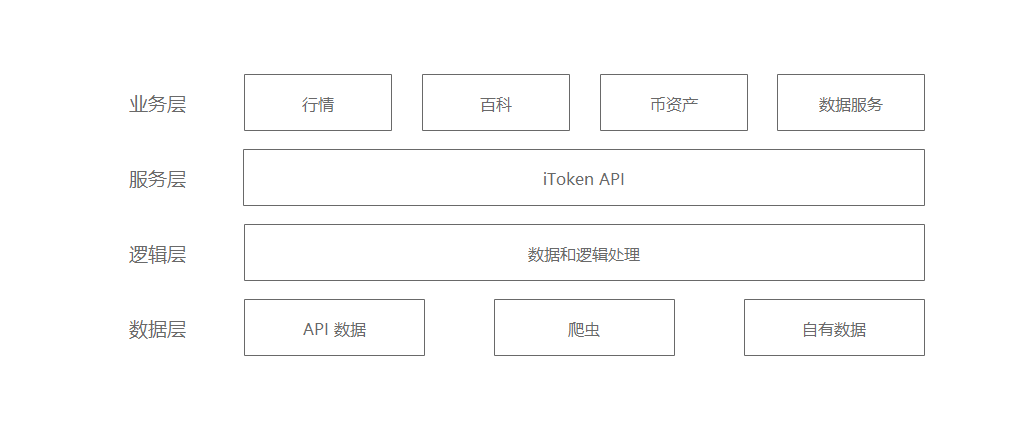 业务层 行情 百科 币资产 数据服务
服务层 iToken API
逻辑层 数据和逻辑处理
数据层 API 数据 爬虫 自有数据